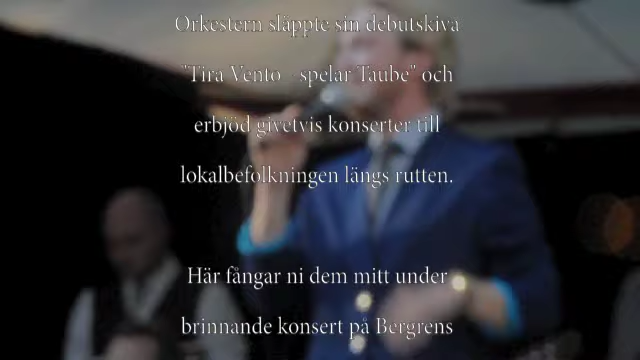 Orkestern släppte sin debutskiva
"Tira Vento - spelar Taube" och
erbjöd givetvis konserter till
lokalbefolkningen längs rutten.
Här fångar ni dem mitt under
brinnande konsert på Bergrens